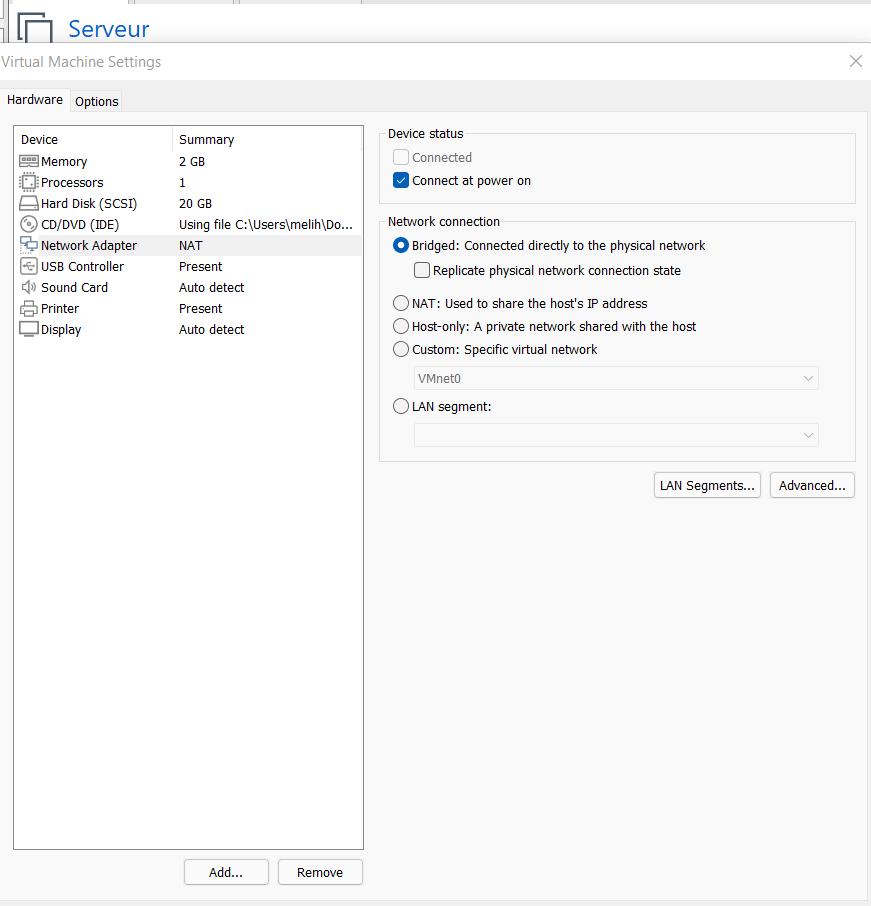 Serveur
Virtual Machine Settings
Hardware
Options
Device Summary
Memory 2 GB
Processors 1
Hard Disk (SCSI) 20 GB
CD/DVD (IDE) Using file C:\Users\melih\Do...
Network Adapter NAT
USB Controller Present
Sound Card Auto detect
Printer Present
Display Auto detect
Add...
Remove
Device status
Connected
Connect at power on
Network connection
Bridged: Connected directly to the physical network
Replicate physical network connection state
NAT: Used to share the host's IP address
Host-only: A private network shared with the host
Custom: Specific virtual network
VMnet0
LAN segment:
LAN Segments...
Advanced...